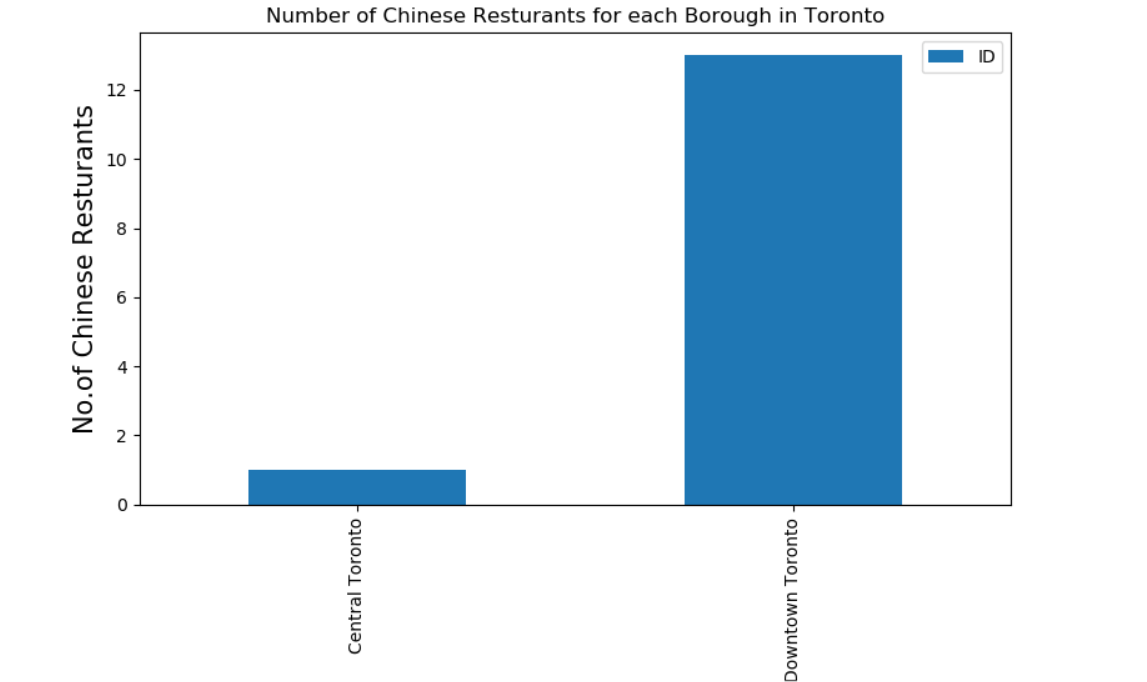 Number of Chinese Resturants for each Borough in Toronto
ID
No.of Chinese Resturants
12
10
8
6
4
2
0
Central Toronto
Downtown Toronto